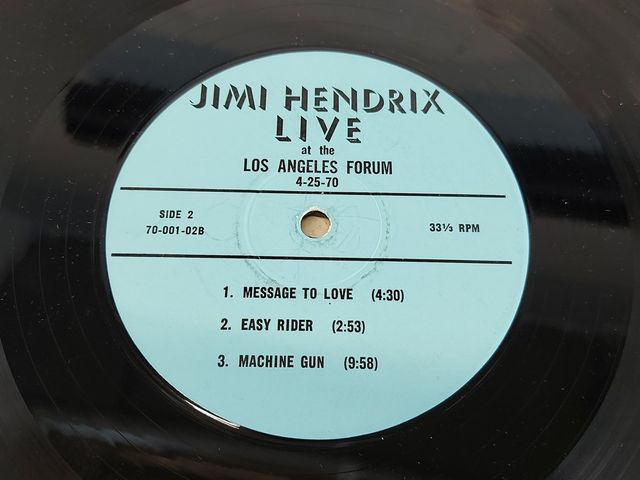 JIMI HENDRIX
LIVE
at the
LOS ANGELES FORUM
4-25-70
SIDE 2
70-001-02B
33⅓ RPM
1. MESSAGE TO LOVE (4:30)
2. EASY RIDER (2:53)
3. MACHINE GUN (9:58)